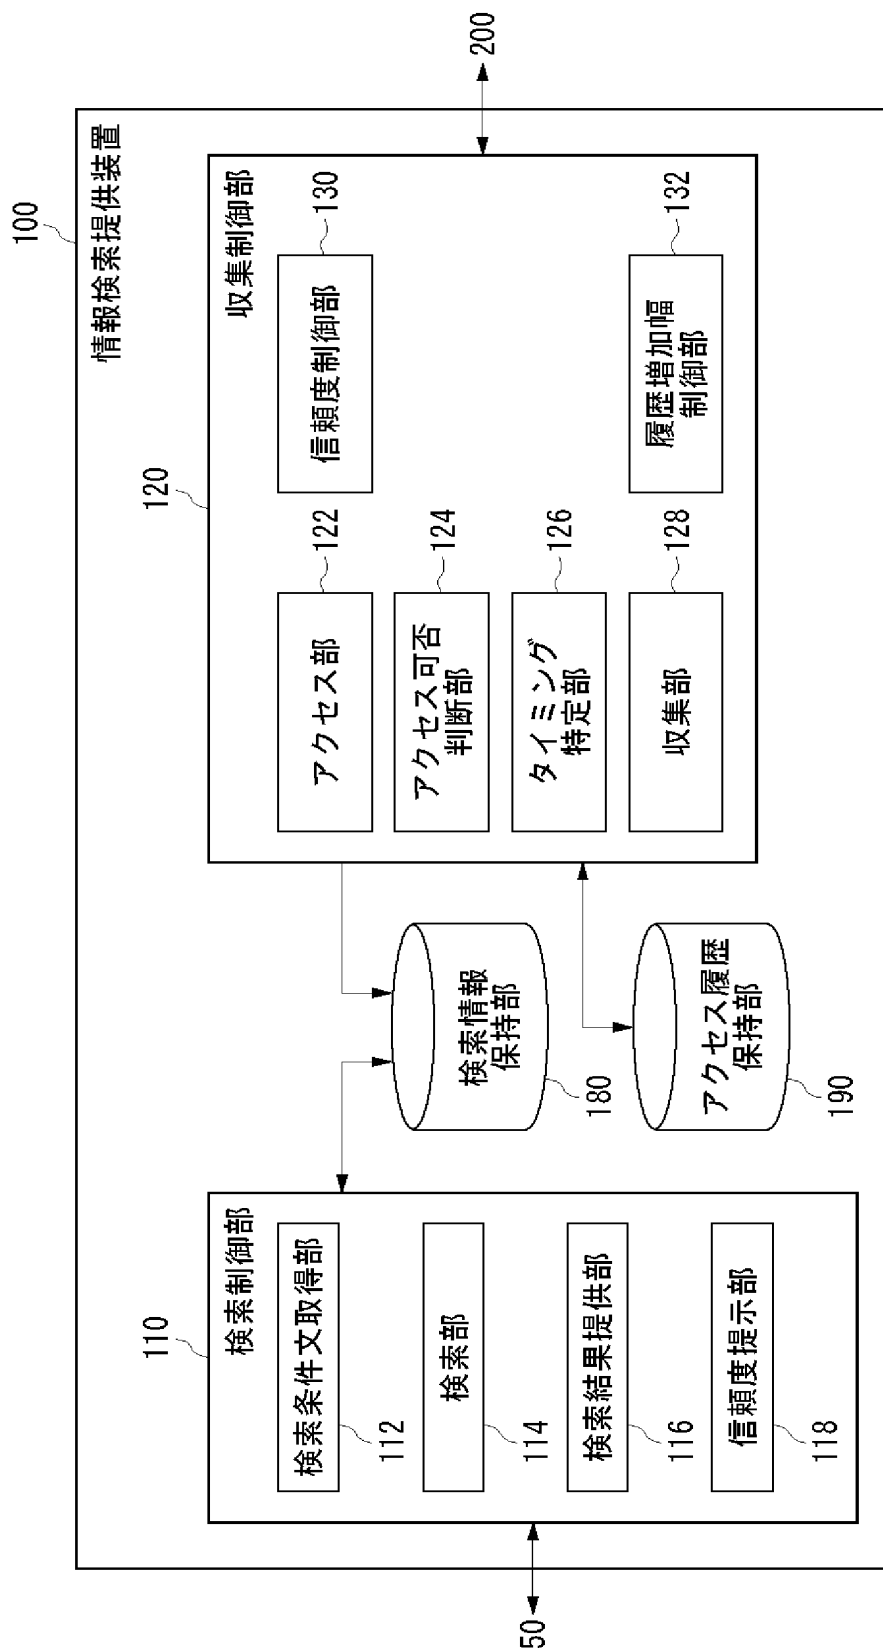 100
情報検索提供装置
110
検索制御部
検索条件文取得部
112
検索部
114
検索結果提供部
116
信頼度提示部
118
50
検索情報
保持部
180
アクセス履歴
保持部
190
120
収集制御部
アクセス部
122
アクセス可否
判断部
124
タイミング
特定部
126
収集部
128
信頼度制御部
130
履歴増加幅
制御部
132
200